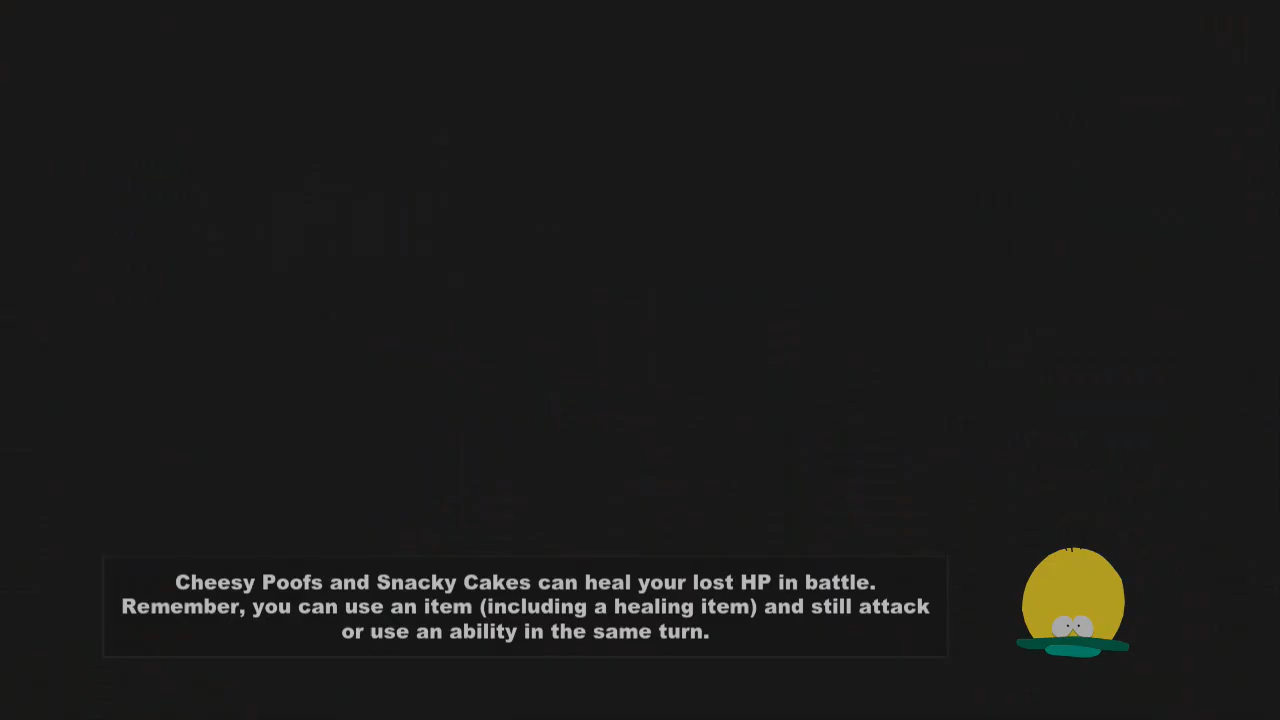 Cheesy Poofs and Snacky Cakes can heal your lost HP in battle.
Remember, you can use an item (including a healing item) and still attack
or use an ability in the same turn.